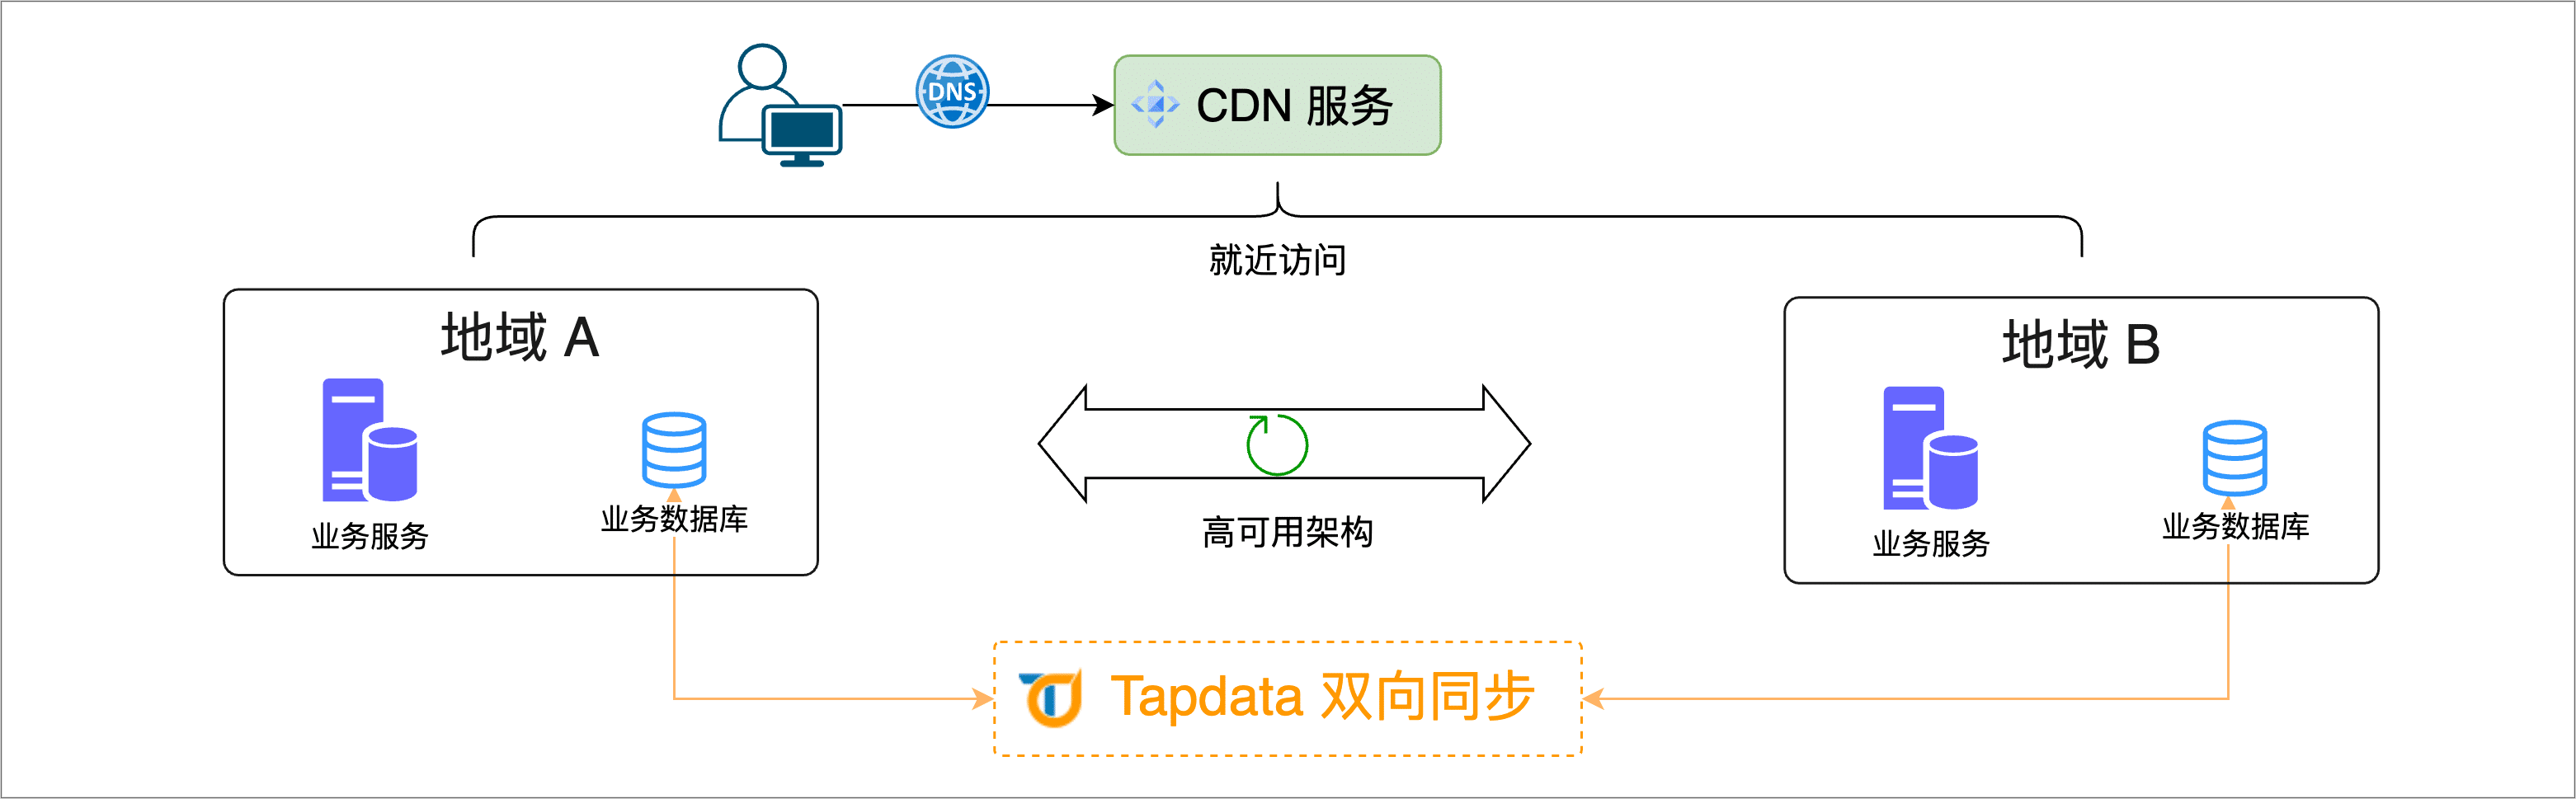 DNS
CDN 服务
就近访问
地域 A
业务服务
业务数据库
高可用架构
地域 B
业务服务
业务数据库
Tapdata 双向同步